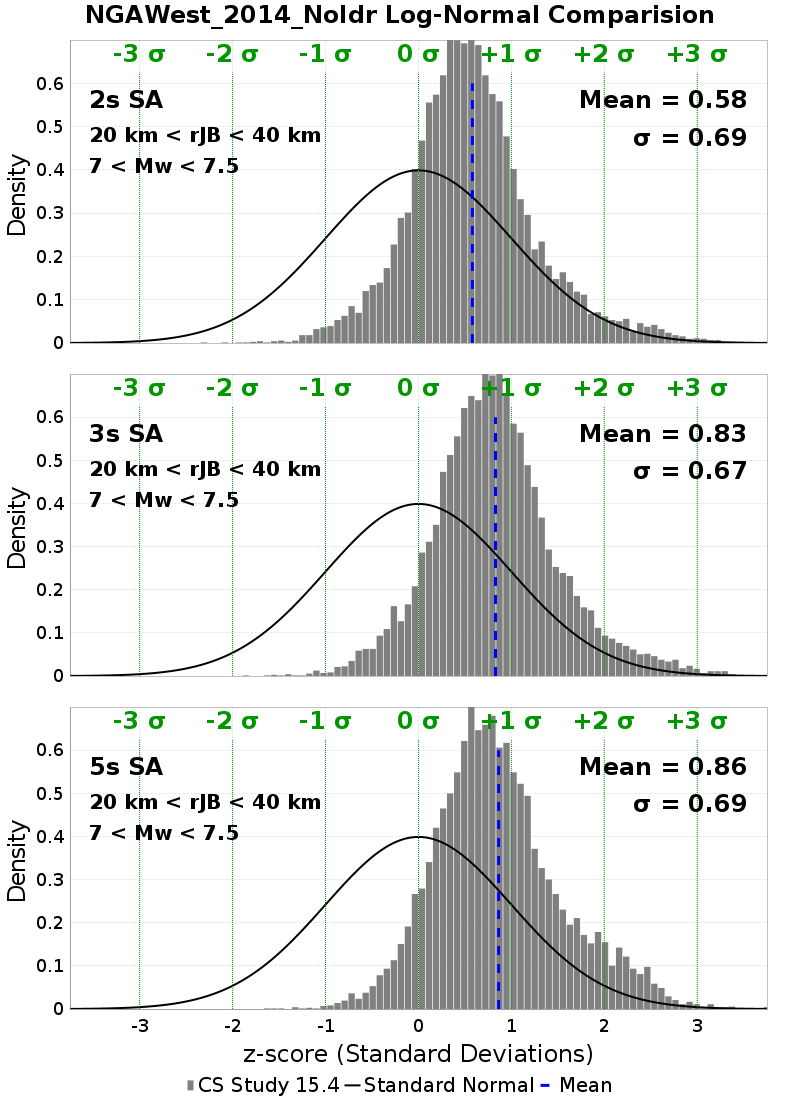 NGAWest_2014_NoIdr Log-Normal Comparision
-3 σ -2 σ -1 σ 0 σ +1 σ +2 σ +3 σ
2s SA
Mean = 0.58
20 km < rJB < 40 km
σ = 0.69
7 < Mw < 7.5
0.6
0.5
0.4
0.3
0.2
0.1
0
Density
-3 σ -2 σ -1 σ 0 σ +1 σ +2 σ +3 σ
3s SA
Mean = 0.83
20 km < rJB < 40 km
σ = 0.67
7 < Mw < 7.5
0.6
0.5
0.4
0.3
0.2
0.1
0
Density
-3 σ -2 σ -1 σ 0 σ +1 σ +2 σ +3 σ
5s SA
Mean = 0.86
20 km < rJB < 40 km
σ = 0.69
7 < Mw < 7.5
0.6
0.5
0.4
0.3
0.2
0.1
0
Density
-3 -2 -1 0 1 2 3
z-score (Standard Deviations)
CS Study 15.4 Standard Normal Mean